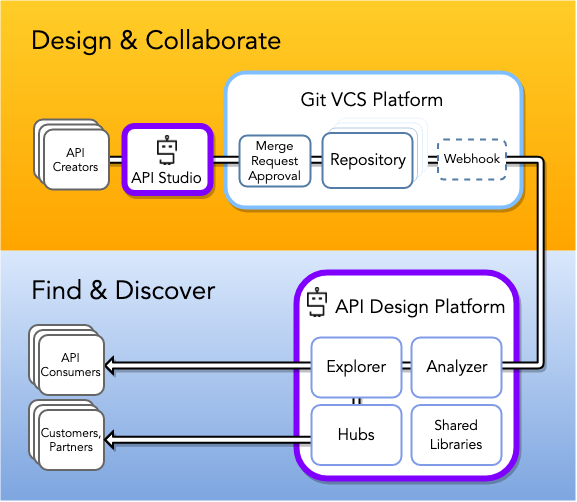 Design & Collaborate
Git VCS Platform
API
Creators
API Studio
Merge
Request
Approval
Repository
Webhook
Find & Discover
API Design Platform
API
Consumers
Explorer
Analyzer
Customers,
Partners
Hubs
Shared
Libraries